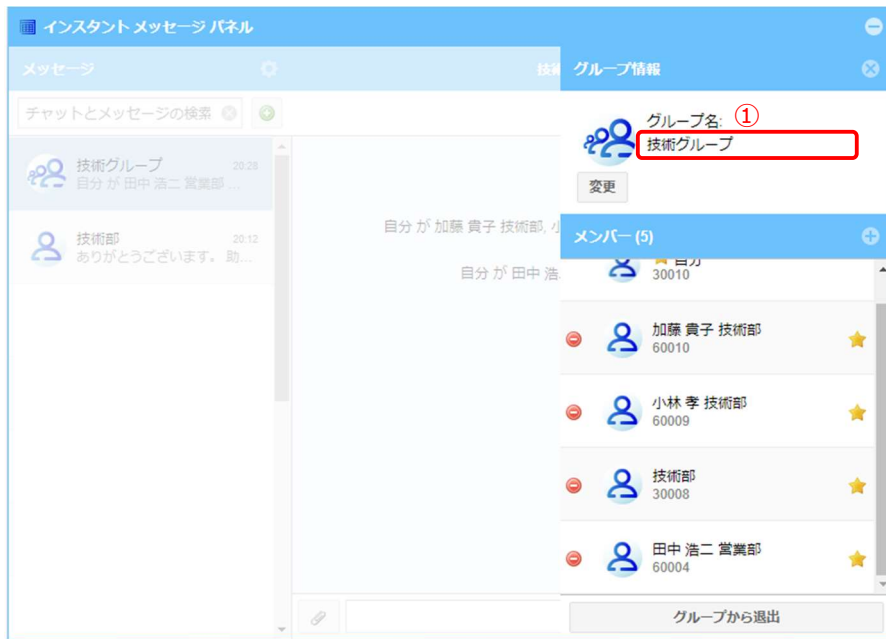 インスタント メッセージ パネル
メッセージ
技術
グループ情報
チャットとメッセージの検索
グループ名: ①
技術グループ
変更
技術グループ 20:28
自分 が 田中 浩二 営業部 ...
技術部 20:12
ありがとうございます。 助...
自分 が 加藤 貴子 技術部, 小
自分 が 田中 浩
メンバー (5)
自分
30010
加藤 貴子 技術部
60010
小林 孝 技術部
60009
技術部
30008
田中 浩二 営業部
60004
グループから退出